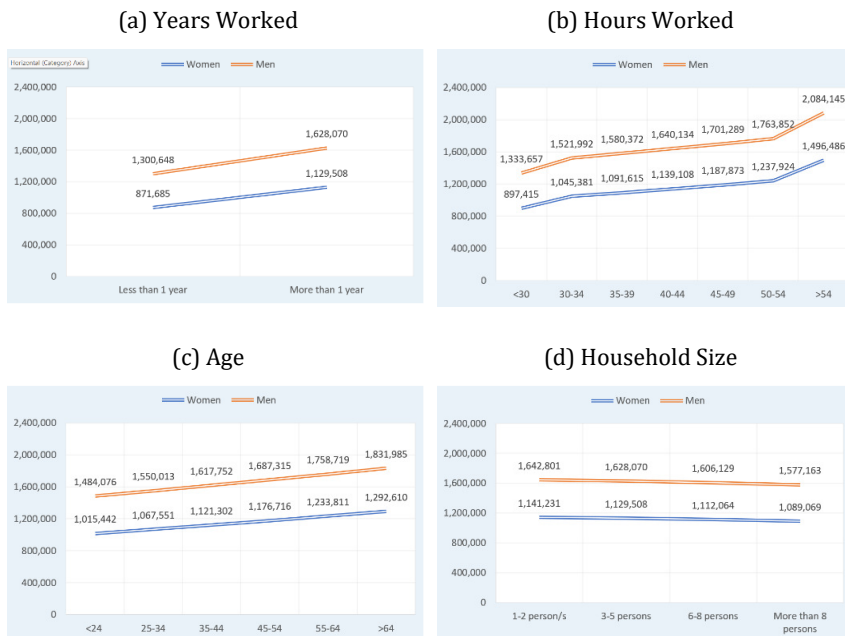 (a) Years Worked
Horizontal (Category) Axis
Women Men
2,400,000
2,000,000
1,600,000
1,200,000
800,000
400,000
0
1,300,648
1,628,070
871,685
1,129,508
Less than 1 year More than 1 year
(b) Hours Worked
Women Men
2,400,000
2,000,000
1,600,000
1,200,000
800,000
400,000
0
1,333,657 1,521,992 1,580,372 1,640,134 1,701,289 1,763,852 2,084,145
897,415 1,045,381 1,091,615 1,139,108 1,187,873 1,237,924 1,496,486
<30 30-34 35-39 40-44 45-49 50-54 >54
(c) Age
Women Men
2,400,000
2,000,000
1,600,000
1,200,000
800,000
400,000
0
1,484,076 1,550,013 1,617,752 1,687,315 1,758,719 1,831,985
1,015,442 1,067,551 1,121,302 1,176,716 1,233,811 1,292,610
<24 25-34 35-44 45-54 55-64 >64
(d) Household Size
Women Men
2,400,000
2,000,000
1,600,000
1,200,000
800,000
400,000
0
1,642,801 1,628,070 1,606,129 1,577,163
1,141,231 1,129,508 1,112,064 1,089,069
1-2 person/s 3-5 persons 6-8 persons More than 8
persons